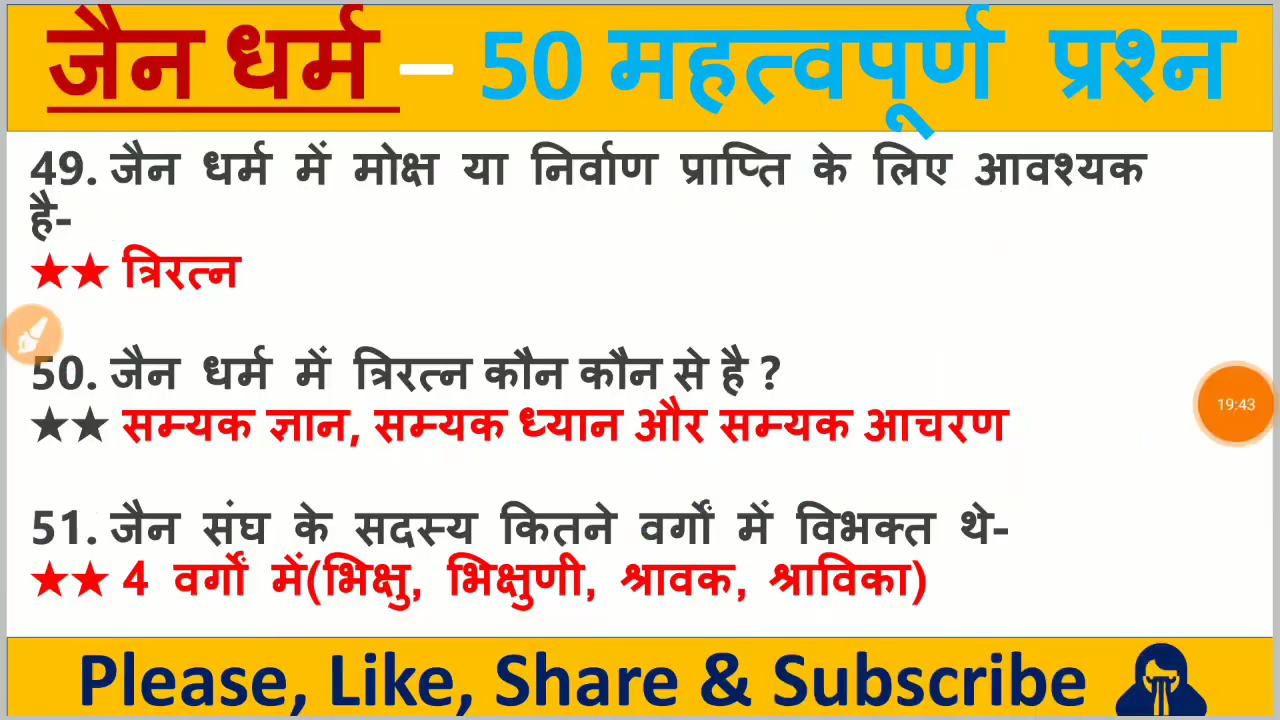 जैन धर्म – 50 महत्वपूर्ण प्रश्न
49. जैन धर्म में मोक्ष या निर्वाण प्राप्ति के लिए आवश्यक
है-
★★ त्रिरत्न
50. जैन धर्म में त्रिरत्न कौन कौन से है ?
★★ सम्यक ज्ञान, सम्यक ध्यान और सम्यक आचरण
19:43
51. जैन संघ के सदस्य कितने वर्गों में विभक्त थे-
★★ 4 वर्गों में(भिक्षु, भिक्षुणी, श्रावक, श्राविका)
Please, Like, Share & Subscribe